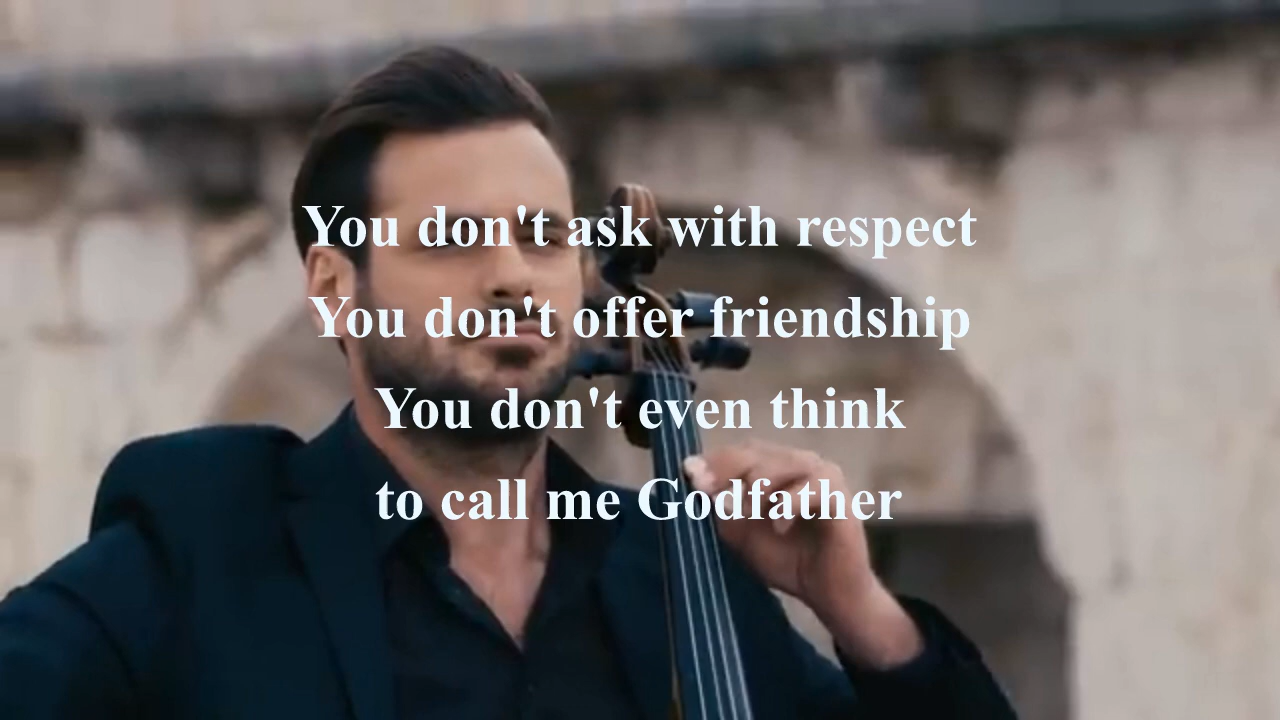 You don't ask with respect
You don't offer friendship
You don't even think
to call me Godfather